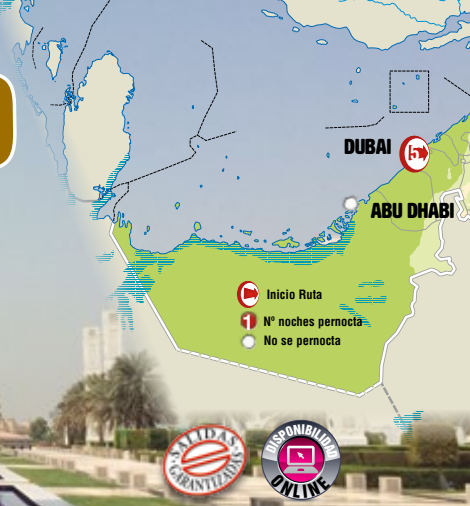 DUBAI
5
ABU DHABI
Inicio Ruta
1 Nº noches pernocta
No se pernocta
SALIDAS
GARANTIZADAS
DISPONIBILIDAD
ONLINE